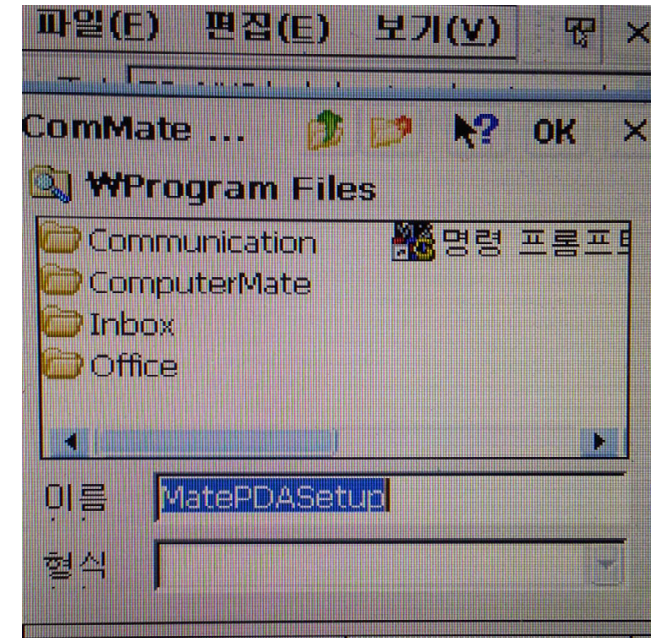 파일(F) 편집(E) 보기(V)
ComMate ... OK
₩Program Files
Communication
명령 프롬프트
ComputerMate
Inbox
Office
이름 MatePDASetup
형식